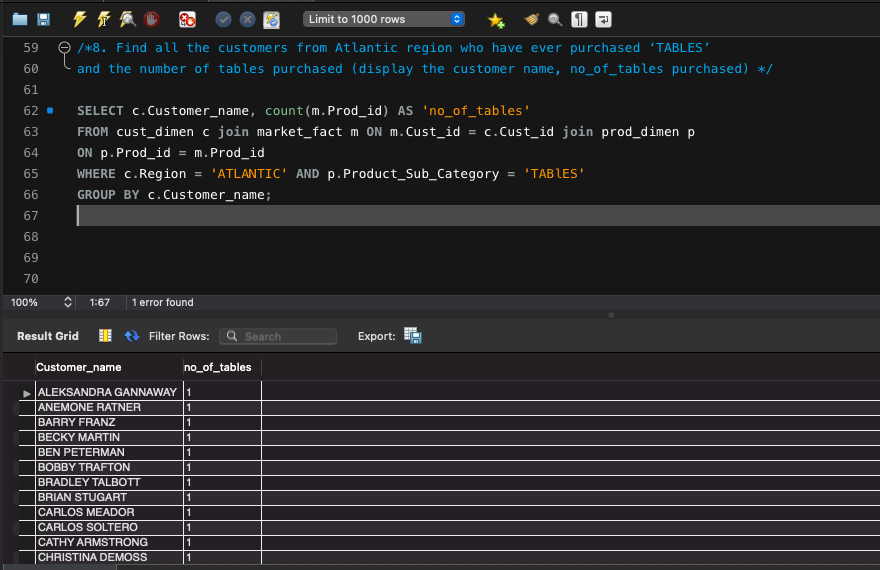 Limit to 1000 rows
59 /*8. Find all the customers from Atlantic region who have ever purchased ‘TABLES’
60 and the number of tables purchased (display the customer name, no_of_tables purchased) */
61
62 SELECT c.Customer_name, count(m.Prod_id) AS 'no_of_tables'
63 FROM cust_dimen c join market_fact m ON m.Cust_id = c.Cust_id join prod_dimen p
64 ON p.Prod_id = m.Prod_id
65 WHERE c.Region = 'ATLANTIC' AND p.Product_Sub_Category = 'TABlES'
66 GROUP BY c.Customer_name;
67
68
69
70
100% 1:67 1 error found
Result Grid Filter Rows: Search Export:
Customer_name no_of_tables
ALEKSANDRA GANNAWAY 1
ANEMONE RATNER 1
BARRY FRANZ 1
BECKY MARTIN 1
BEN PETERMAN 1
BOBBY TRAFTON 1
BRADLEY TALBOTT 1
BRIAN STUGART 1
CARLOS MEADOR 1
CARLOS SOLTERO 1
CATHY ARMSTRONG 1
CHRISTINA DEMOSS 1